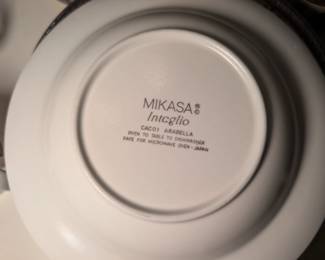 MIKASA®©
Intaglio
CAC01 ARABELLA
OVEN TO TABLE TO DISHWASHER
SAFE FOR MICROWAVE OVEN - JAPAN